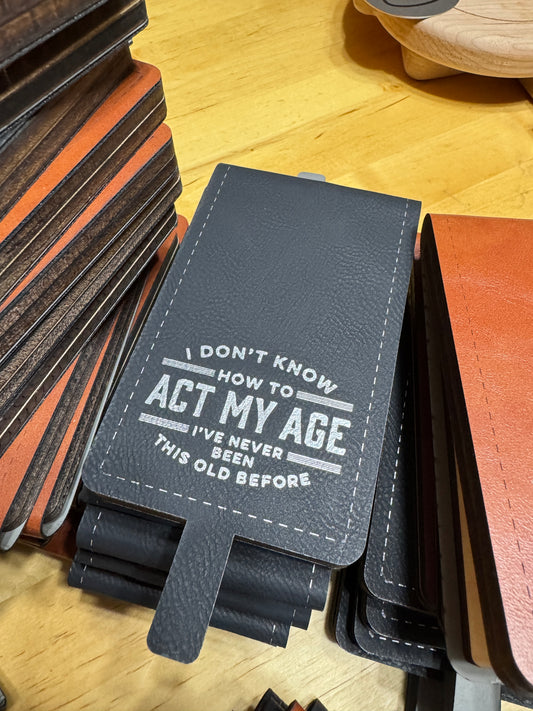 I DON'T KNOW
HOW TO
ACT MY AGE
I'VE NEVER
BEEN
THIS OLD BEFORE